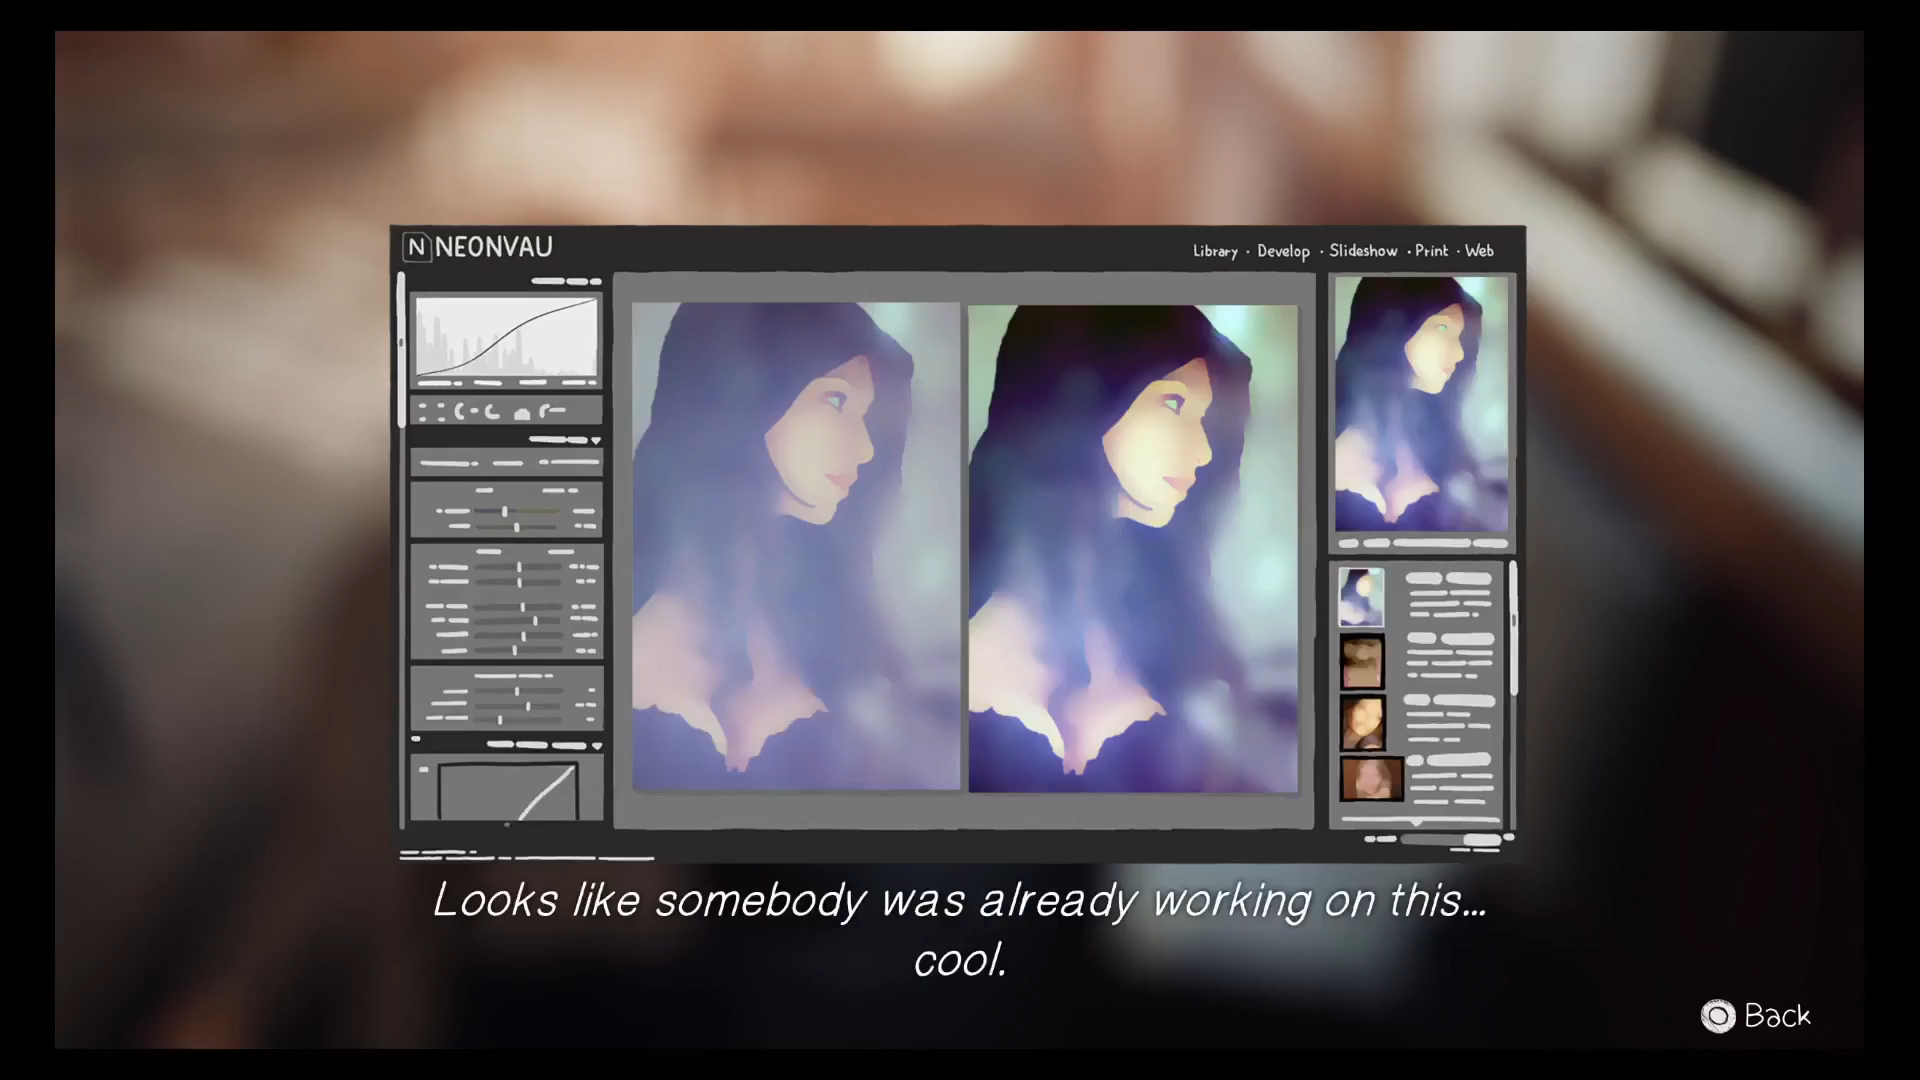 N NEONVAU
Library · Develop · Slideshow · Print · Web
Looks like somebody was already working on this...
cool.
Back